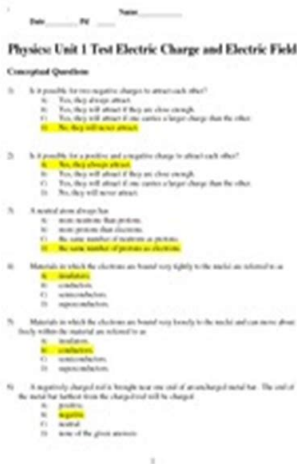 Name____________
Date________ Pd ____
Physics: Unit 1 Test Electric Charge and Electric Field
Conceptual Questions
1) Is it possible for two negative charges to attract each other?
A) Yes, they always attract.
B) Yes, they will attract if they are close enough.
C) Yes, they will attract if one carries a larger charge than the other.
D) No, they will never attract.
2) Is it possible for a positive and a negative charge to attract each other?
A) Yes, they always attract.
B) Yes, they will attract if they are close enough.
C) Yes, they will attract if one carries a larger charge than the other.
D) No, they will never attract.
3) A neutral atom always has
A) more neutrons than protons.
B) more protons than electrons.
C) the same number of neutrons as protons.
D) the same number of protons as electrons.
4) Materials in which the electrons are bound very tightly to the nuclei are referred to as
A) insulators.
B) conductors.
C) semiconductors.
D) superconductors.
5) Materials in which the electrons are bound very loosely to the nuclei and can move about
freely within the material are referred to as
A) insulators.
B) conductors.
C) semiconductors.
D) superconductors.
6) A negatively charged rod is brought near one end of an uncharged metal bar. The end of
the metal bar farthest from the charged rod will be charged
A) positive.
B) negative.
C) neutral.
D) none of the given answers
1